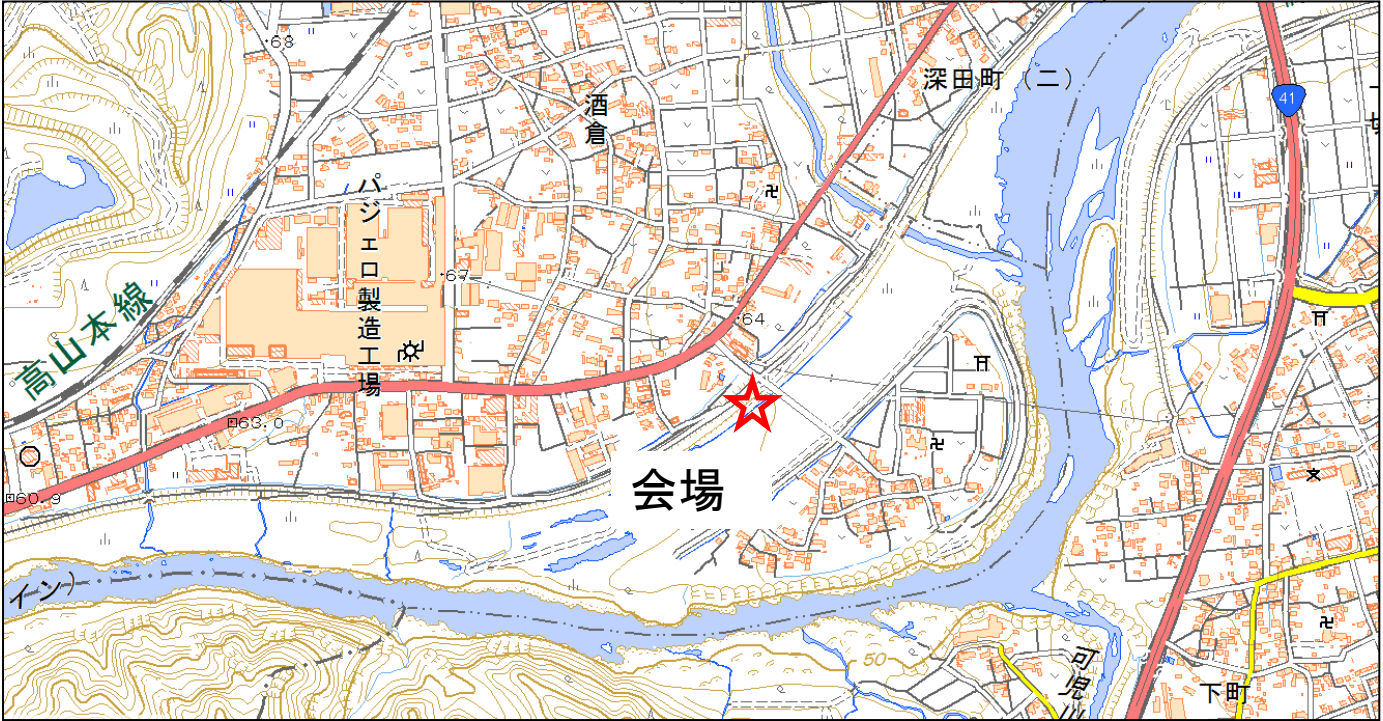 68
深田町（二）
41
酒倉
パジェロ製造工場
67
高山本線
64
63.0
60.9
会場
イン）
50
可児川
下町